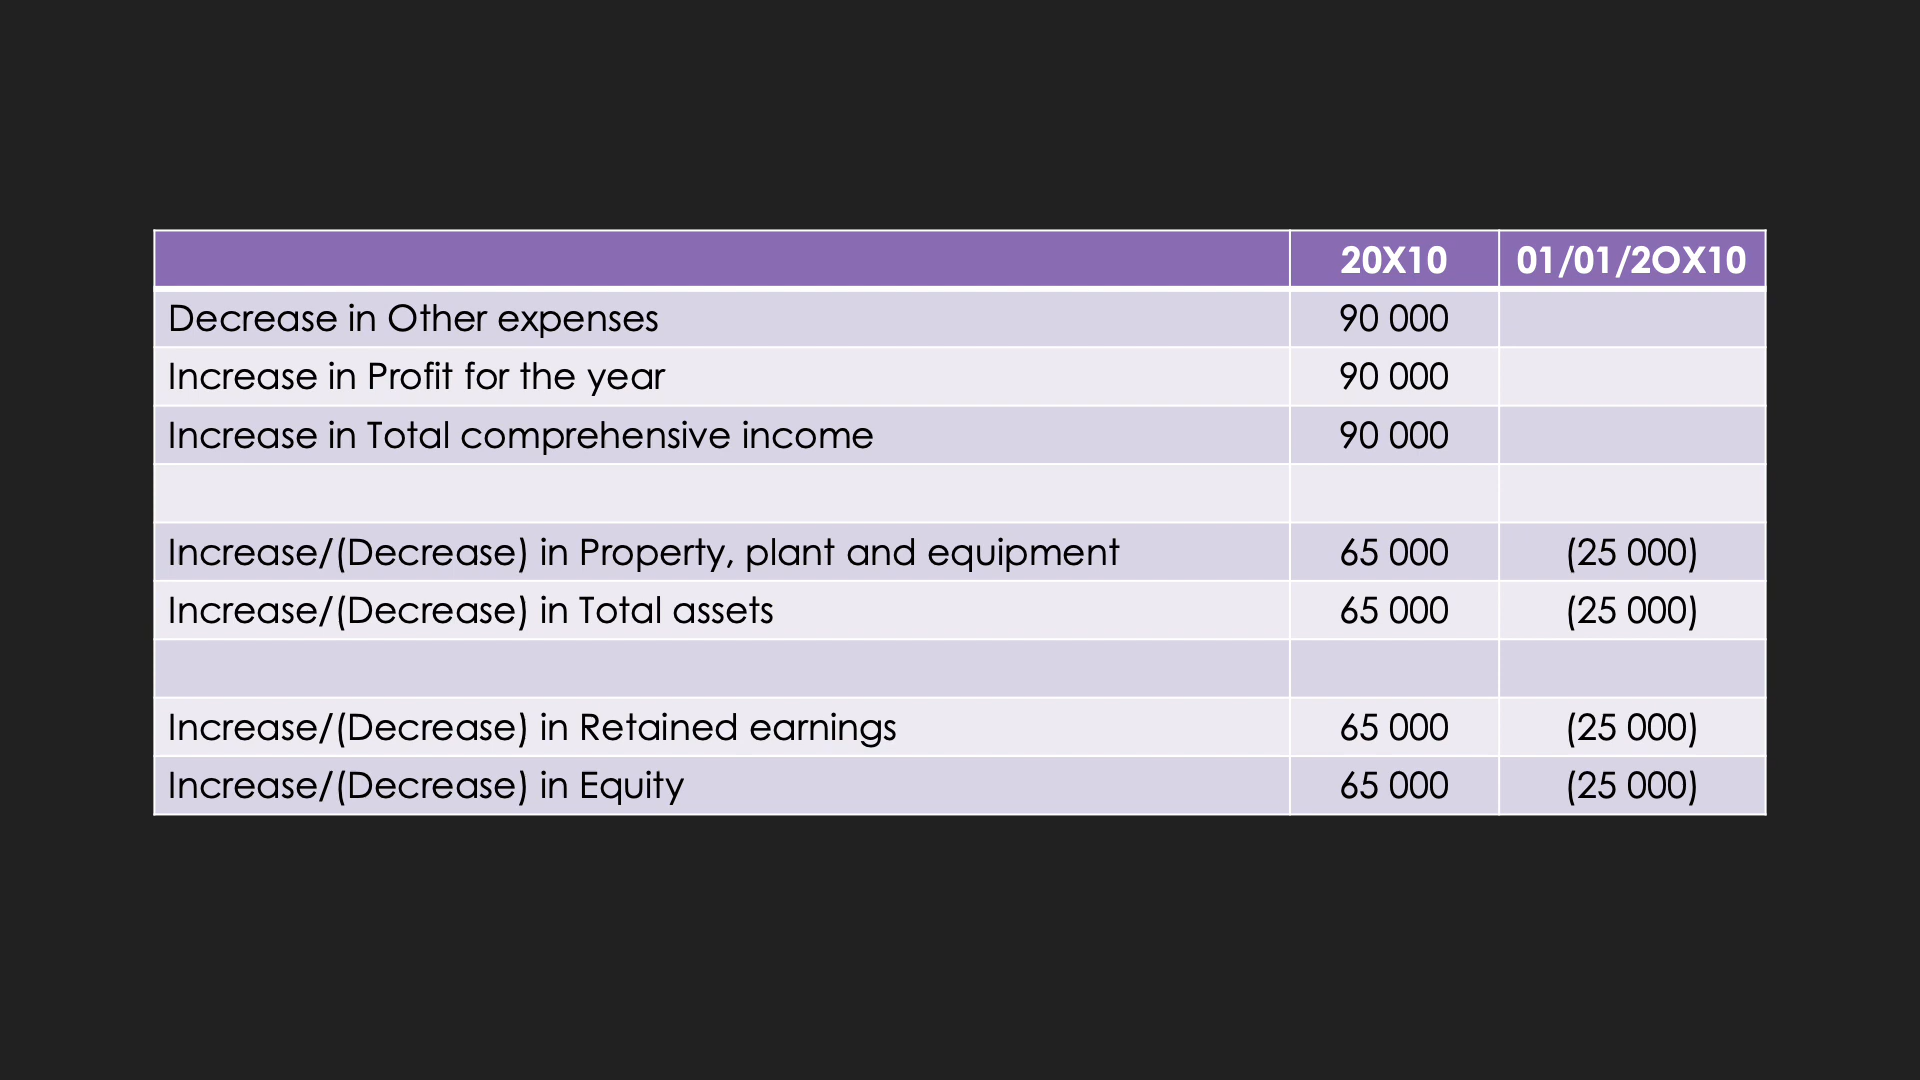 20X10 01/01/2OX10
Decrease in Other expenses 90 000
Increase in Profit for the year 90 000
Increase in Total comprehensive income 90 000
Increase/(Decrease) in Property, plant and equipment 65 000 (25 000)
Increase/(Decrease) in Total assets 65 000 (25 000)
Increase/(Decrease) in Retained earnings 65 000 (25 000)
Increase/(Decrease) in Equity 65 000 (25 000)